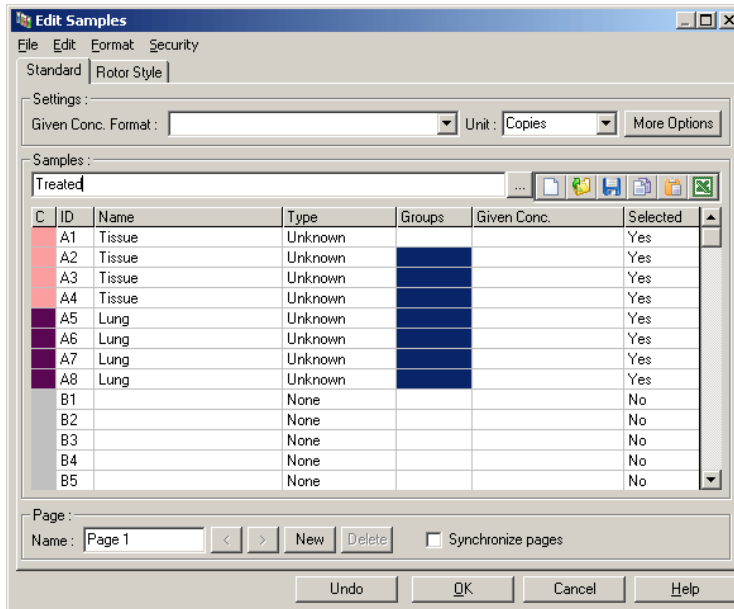 Edit Samples
File Edit Format Security
Standard Rotor Style
Settings :
Given Conc. Format : Unit : Copies More Options
Samples :
Treated ...
C ID Name Type Groups Given Conc. Selected
A1 Tissue Unknown Yes
A2 Tissue Unknown Yes
A3 Tissue Unknown Yes
A4 Tissue Unknown Yes
A5 Lung Unknown Yes
A6 Lung Unknown Yes
A7 Lung Unknown Yes
A8 Lung Unknown Yes
B1 None No
B2 None No
B3 None No
B4 None No
B5 None No
Page :
Name : Page 1 < > New Delete Synchronize pages
Undo OK Cancel Help